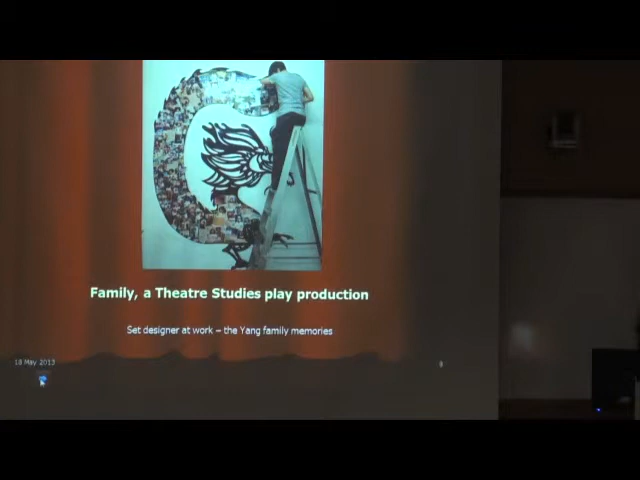 Family, a Theatre Studies play production
Set designer at work – the Yang family memories
18 May 2013